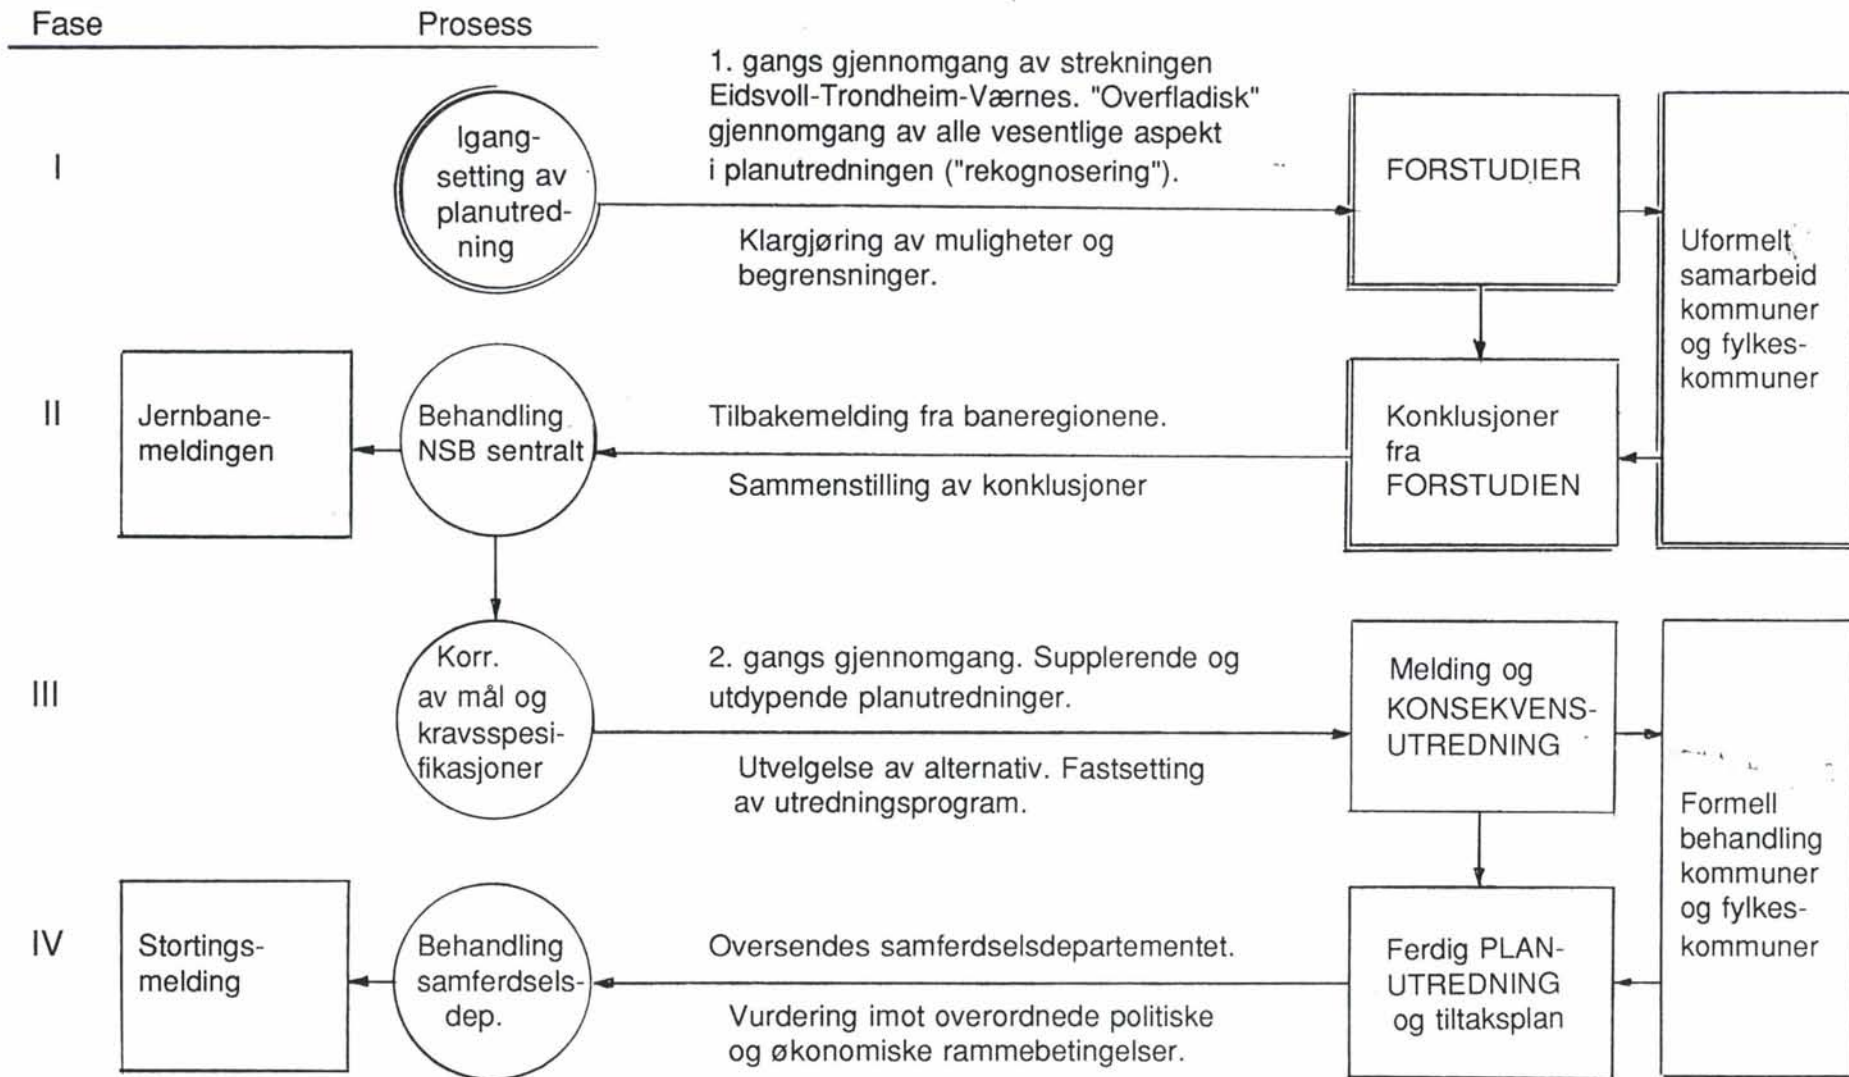 Fase
Prosess
I
Igang-
setting av
planutred-
ning
1. gangs gjennomgang av strekningen
Eidsvoll-Trondheim-Værnes. "Overfladisk"
gjennomgang av alle vesentlige aspekt
i planutredningen ("rekognosering").
Klargjøring av muligheter og
begrensninger.
FORSTUDIER
Uformelt
samarbeid
kommuner
og fylkes-
kommuner
II
Jernbane-
meldingen
Behandling
NSB sentralt
Tilbakemelding fra baneregionene.
Sammenstilling av konklusjoner
Konklusjoner
fra
FORSTUDIEN
III
Korr.
av mål og
kravsspesi-
fikasjoner
2. gangs gjennomgang. Supplerende og
utdypende planutredninger.
Utvelgelse av alternativ. Fastsetting
av utredningsprogram.
Melding og
KONSEKVENS-
UTREDNING
Formell
behandling
kommuner
og fylkes-
kommuner
IV
Stortings-
melding
Behandling
samferdsels-
dep.
Oversendes samferdselsdepartementet.
Vurdering imot overordnede politiske
og økonomiske rammebetingelser.
Ferdig PLAN-
UTREDNING
og tiltaksplan